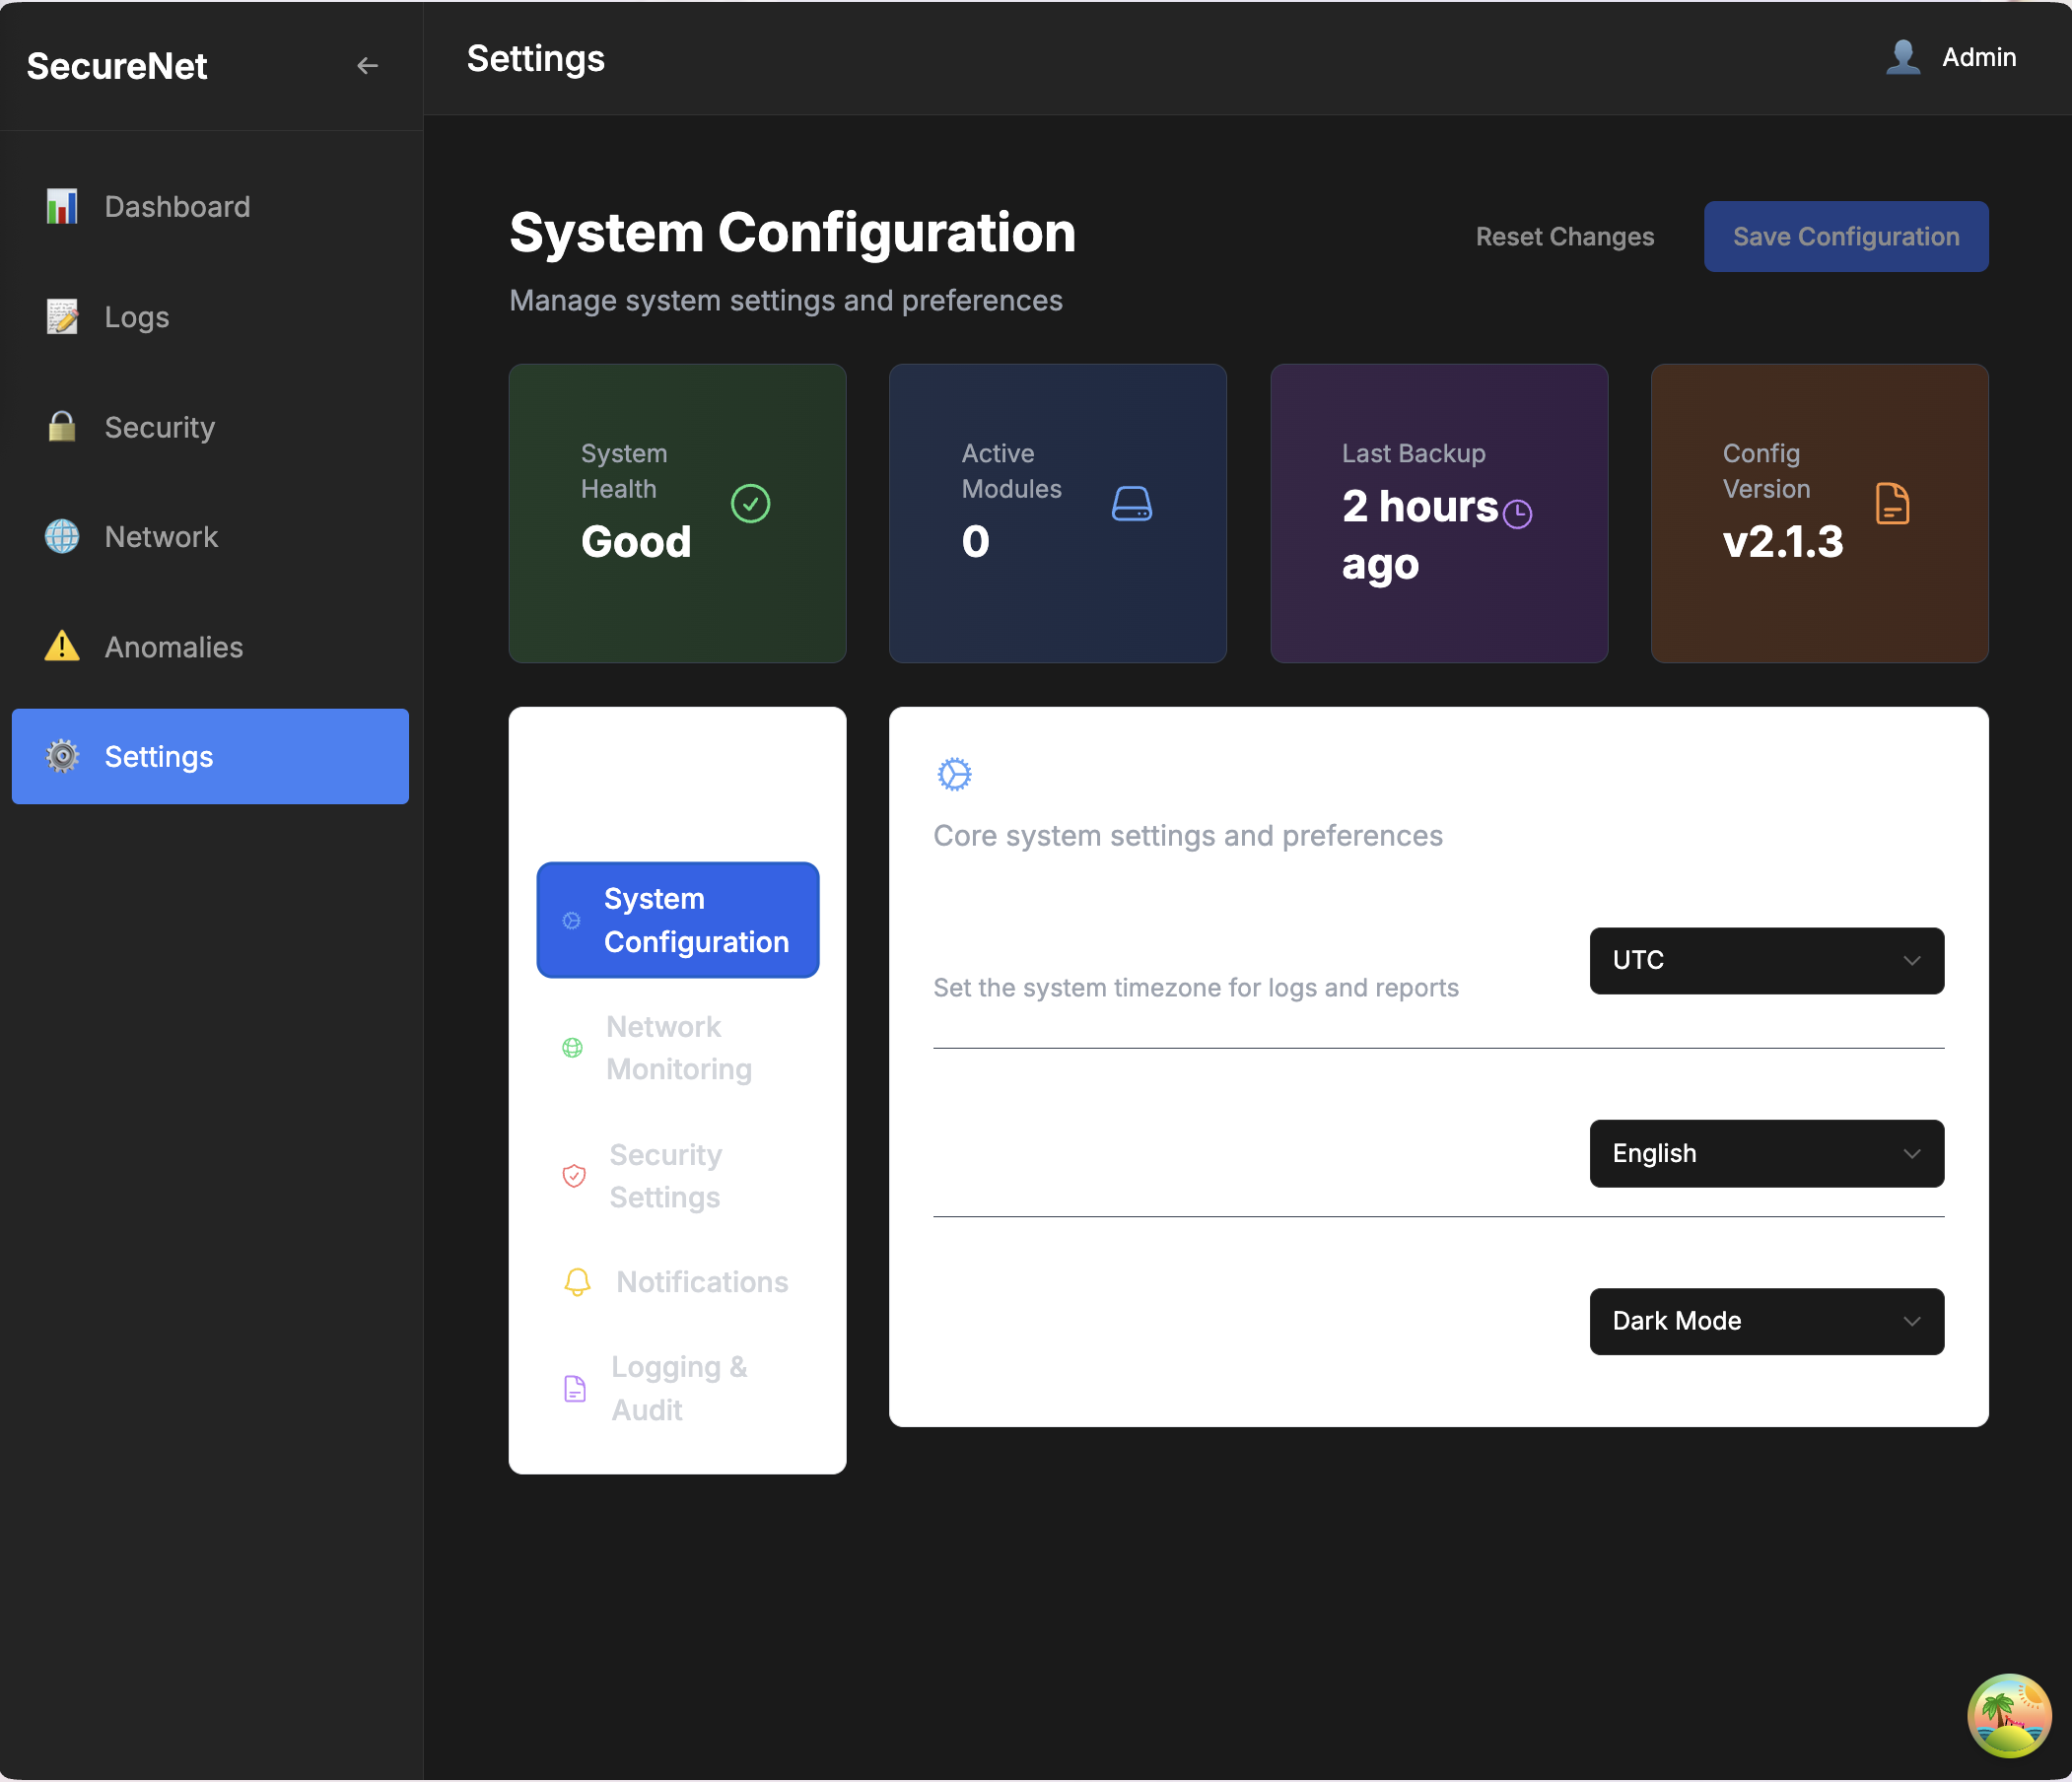 SecureNet
Settings
Admin
Dashboard
Logs
Security
Network
Anomalies
Settings
System Configuration
Manage system settings and preferences
Reset Changes
Save Configuration
System
Health
Good
Active
Modules
0
Last Backup
2 hours
ago
Config
Version
v2.1.3
System
Configuration
Network
Monitoring
Security
Settings
Notifications
Logging &
Audit
Core system settings and preferences
UTC
Set the system timezone for logs and reports
English
Dark Mode